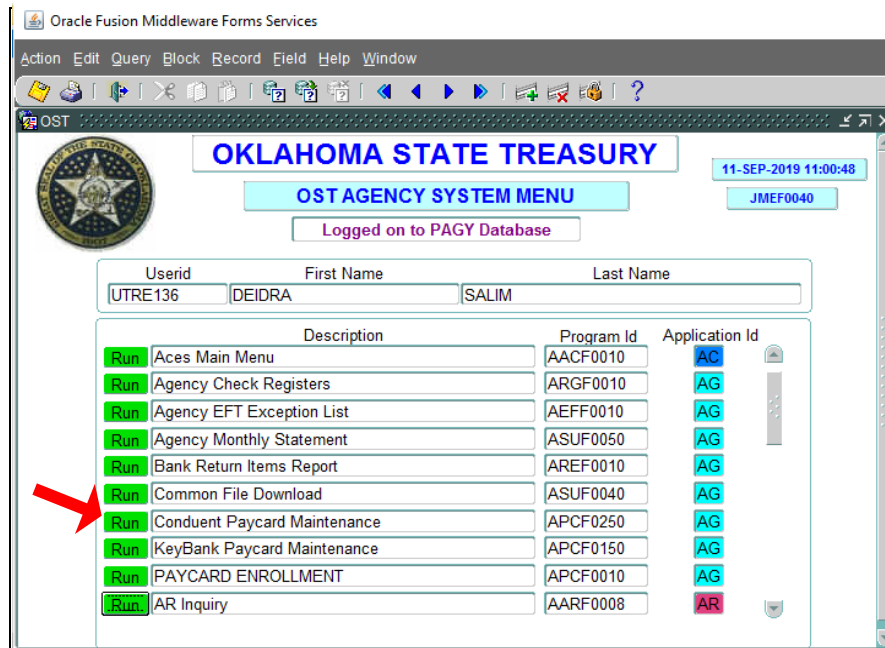 Oracle Fusion Middleware Forms Services
Action Edit Query Block Record Field Help Window
OST
OKLAHOMA STATE TREASURY
11-SEP-2019 11:00:48
OST AGENCY SYSTEM MENU
JMEF0040
Logged on to PAGY Database
Userid First Name Last Name
UTRE136 DEIDRA SALIM
Description Program Id Application Id
Run Aces Main Menu AACF0010 AC
Run Agency Check Registers ARGF0010 AG
Run Agency EFT Exception List AEFF0010 AG
Run Agency Monthly Statement ASUF0050 AG
Run Bank Return Items Report AREF0010 AG
Run Common File Download ASUF0040 AG
Run Conduent Paycard Maintenance APCF0250 AG
Run KeyBank Paycard Maintenance APCF0150 AG
Run PAYCARD ENROLLMENT APCF0010 AG
Run AR Inquiry AARF0008 AR